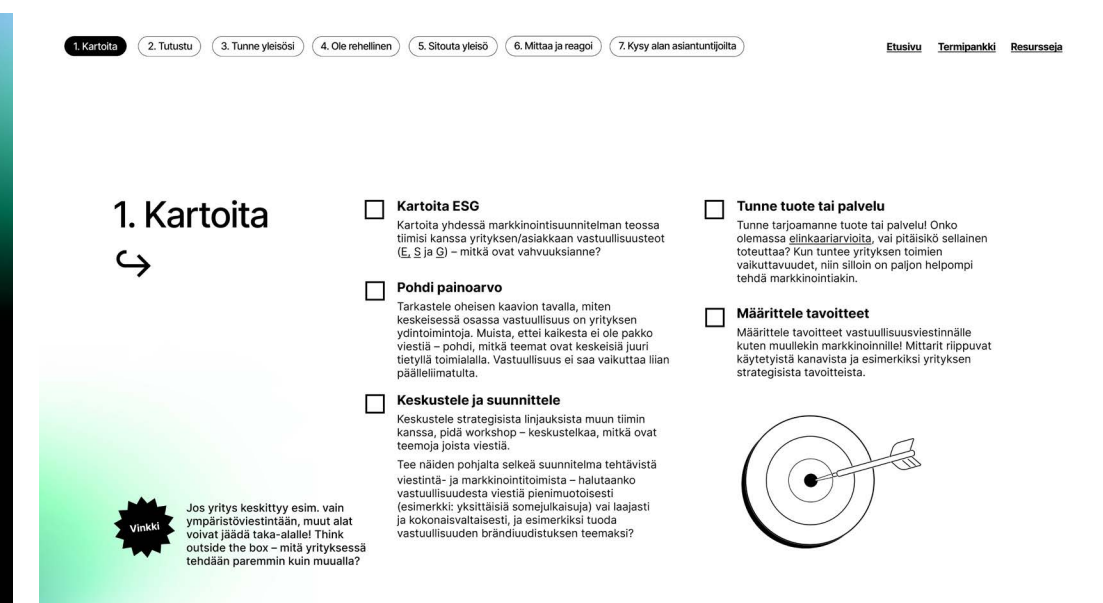 1. Kartoita
2. Tutustu
3. Tunne yleisösi
4. Ole rehellinen
5. Sitouta yleisö
6. Mittaa ja reagoi
7. Kysy alan asiantuntijoilta
Etusivu
Termipankki
Resursseja
1. Kartoita
Kartoita ESG
Kartoita yhdessä markkinointisuunnitelman teossa
tiimisi kanssa yrityksen/asiakkaan vastuullisuusteot
(E, S ja G) – mitkä ovat vahvuuksianne?
Pohdi painoarvo
Tarkastele oheisen kaavion tavalla, miten
keskeisessä osassa vastuullisuus on yrityksen
ydintoimintoja. Muista, ettei kaikesta ei ole pakko
viestiä – pohdi, mitkä teemat ovat keskeisiä juuri
tietyllä toimialalla. Vastuullisuus ei saa vaikuttaa liian
päälleliimatulta.
Keskustele ja suunnittele
Keskustele strategisista linjauksista muun tiimin
kanssa, pidä workshop – keskustelkaa, mitkä ovat
teemoja joista viestiä.
Tee näiden pohjalta selkeä suunnitelma tehtävistä
viestintä- ja markkinointitoimista – halutaanko
vastuullisuudesta viestiä pienimuotoisesti
(esimerkki: yksittäisiä somejulkaisuja) vai laajasti
ja kokonaisvaltaisesti, ja esimerkiksi tuoda
vastuullisuuden brändiuudistuksen teemaksi?
Tunne tuote tai palvelu
Tunne tarjoamanne tuote tai palvelu! Onko
olemassa elinkaariarvioita, vai pitäisikö sellainen
toteuttaa? Kun tuntee yrityksen toimien
vaikuttavuudet, niin silloin on paljon helpompi
tehdä markkinointiakin.
Määrittele tavoitteet
Määrittele tavoitteet vastuullisuusviestinnälle
kuten muullekin markkinoinnille! Mittarit riippuvat
käytetyistä kanavista ja esimerkiksi yrityksen
strategisista tavoitteista.
Vinkki
Jos yritys keskittyy esim. vain
ympäristöviestintään, muut alat
voivat jäädä taka-alalle! Think
outside the box – mitä yrityksessä
tehdään paremmin kuin muualla?